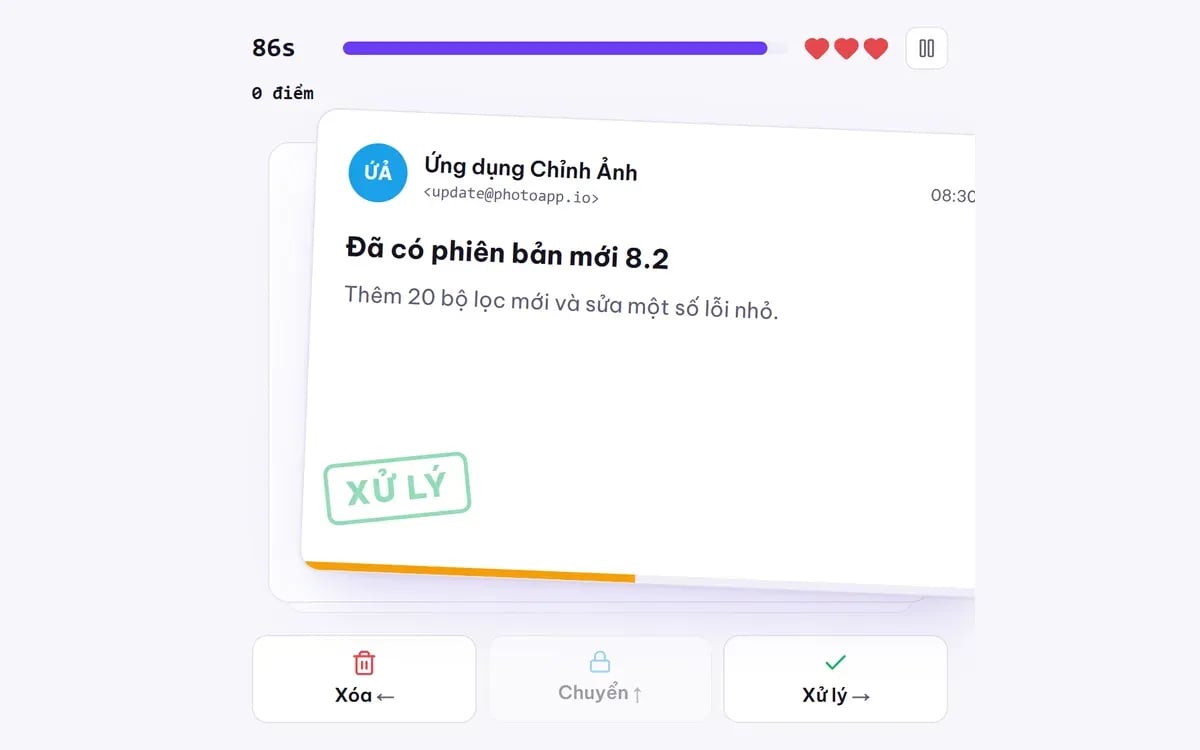 86s
0 điểm
ỨẢ
Ứng dụng Chỉnh Ảnh
<update@photoapp.io>
08:30
Đã có phiên bản mới 8.2
Thêm 20 bộ lọc mới và sửa một số lỗi nhỏ.
XỬ LÝ
Xóa ←
Chuyển ↑
Xử lý →